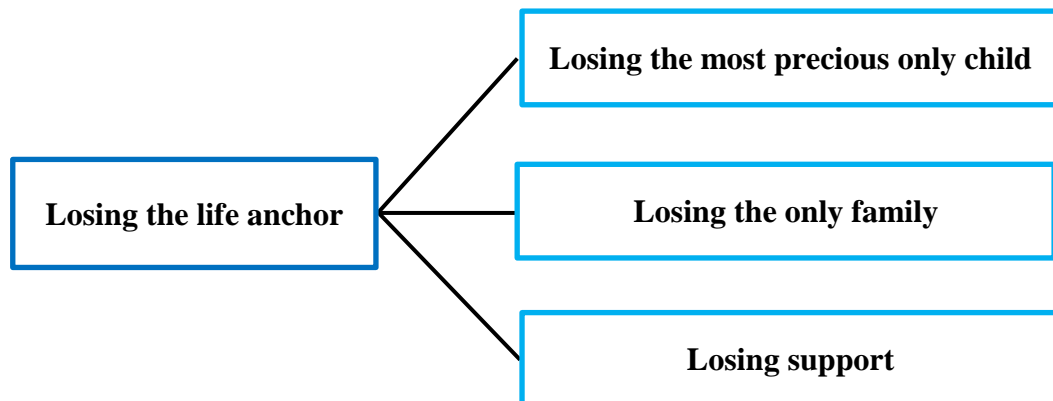 Losing the most precious only child
Losing the life anchor
Losing the only family
Losing support